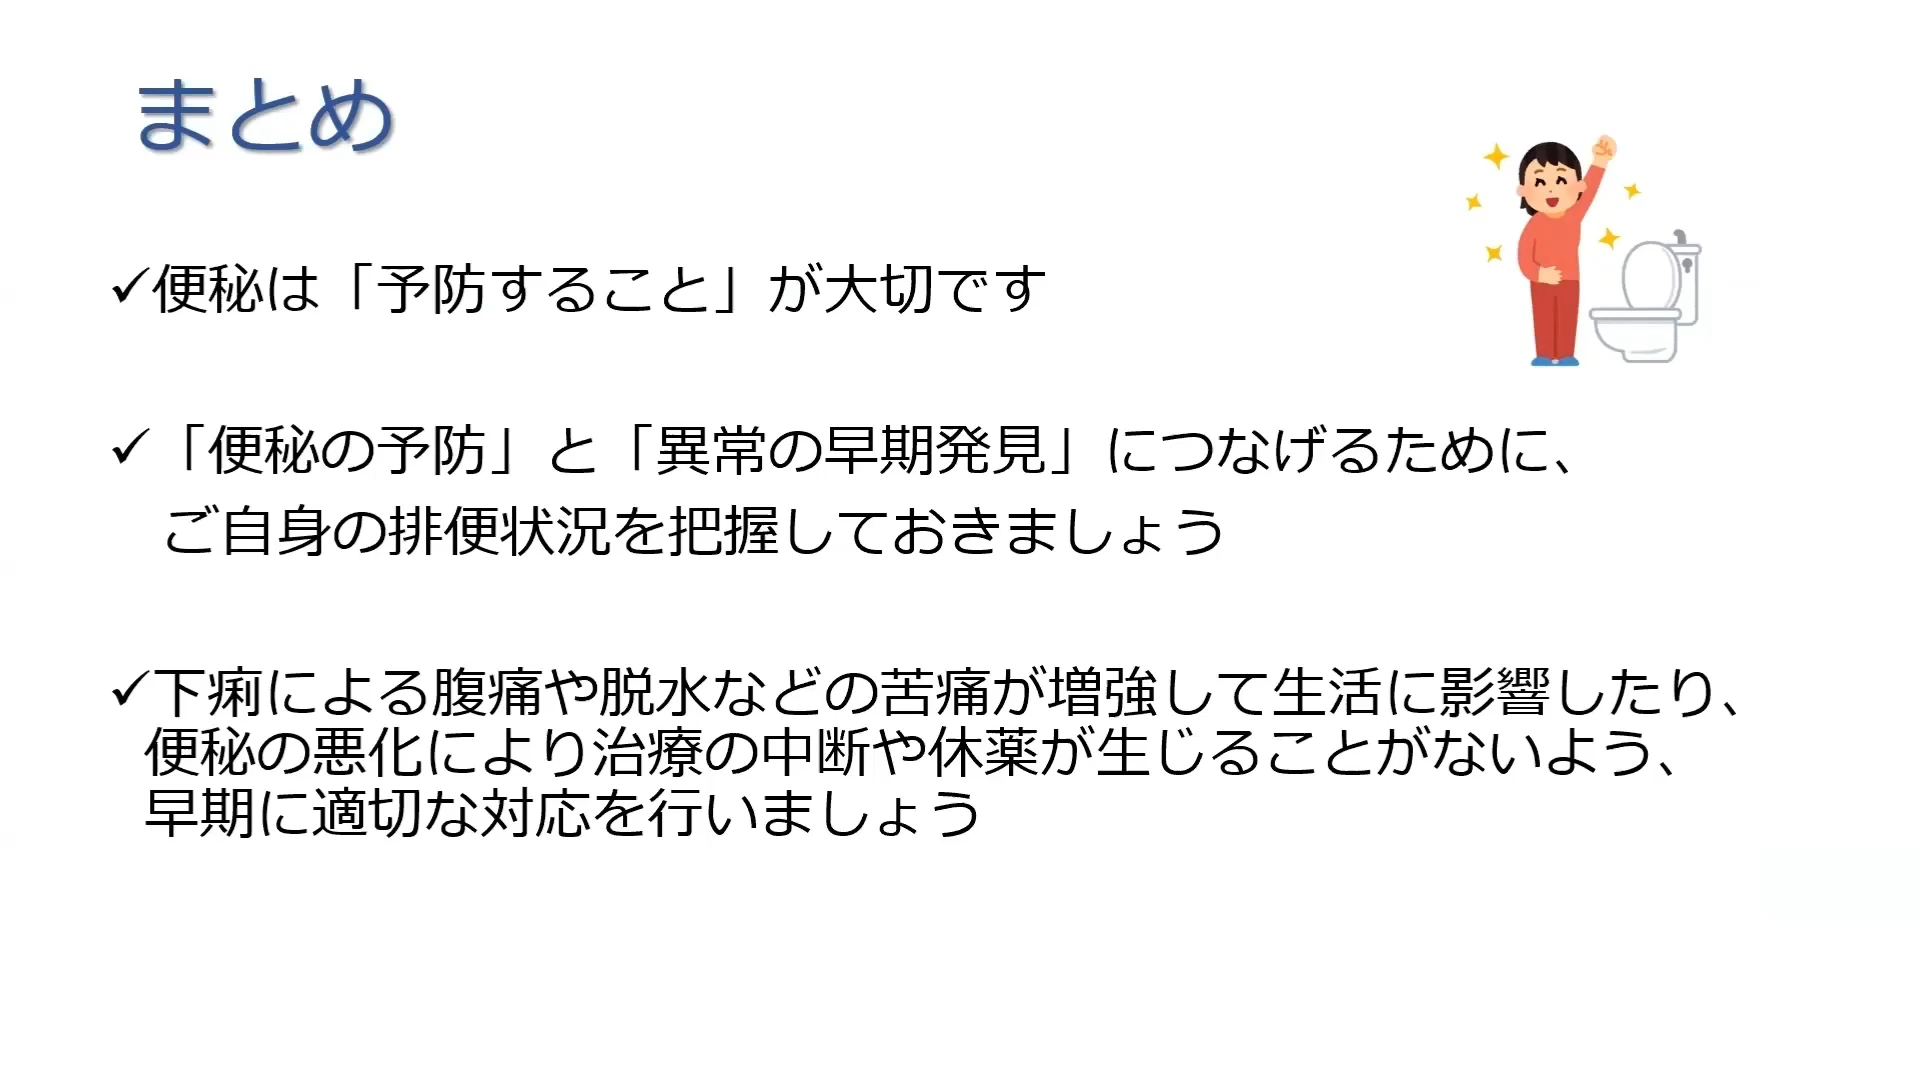 まとめ
✓便秘は「予防すること」が大切です
✓「便秘の予防」と「異常の早期発見」につなげるために、
ご自身の排便状況を把握しておきましょう
✓下痢による腹痛や脱水などの苦痛が増強して生活に影響したり、
便秘の悪化により治療の中断や休薬が生じることがないよう、
早期に適切な対応を行いましょう